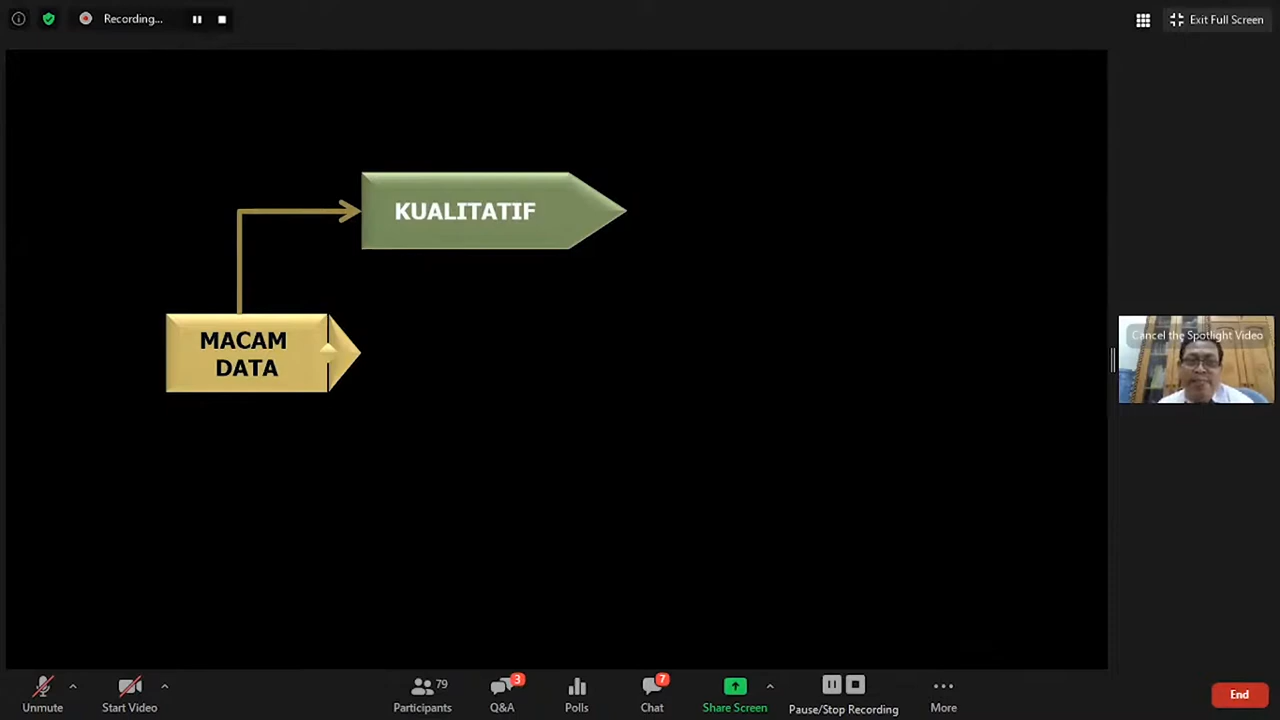 Recording...
Exit Full Screen
KUALITATIF
MACAM
DATA
Cancel the Spotlight Video
Unmute
Start Video
79
Participants
3
Q&A
Polls
7
Chat
Share Screen
Pause/Stop Recording
More
End